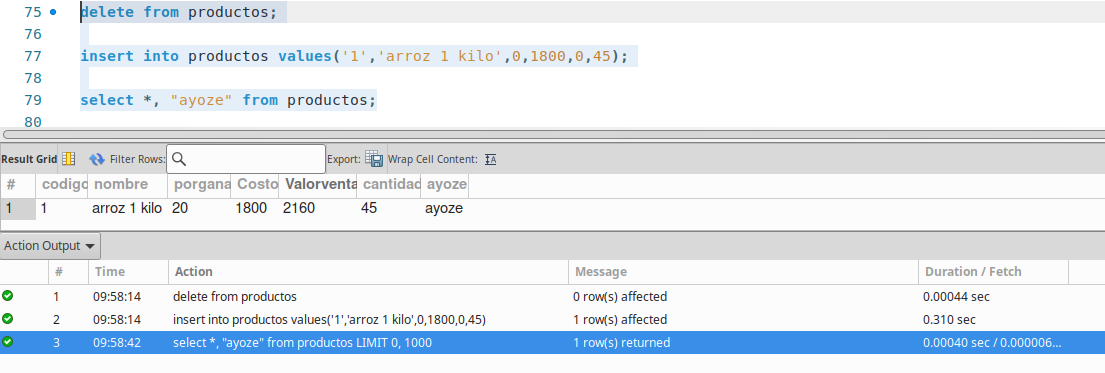 75 delete from productos;
76
77 insert into productos values('1','arroz 1 kilo',0,1800,0,45);
78
79 select *, "ayoze" from productos;
80
Result Grid Filter Rows: Export: Wrap Cell Content: IA
# codigo nombre porgana Costo Valorventa cantidad ayoze
1 1 arroz 1 kilo 20 1800 2160 45 ayoze
Action Output
# Time Action Message Duration / Fetch
1 09:58:14 delete from productos 0 row(s) affected 0.00044 sec
2 09:58:14 insert into productos values('1','arroz 1 kilo',0,1800,0,45) 1 row(s) affected 0.310 sec
3 09:58:42 select *, "ayoze" from productos LIMIT 0, 1000 1 row(s) returned 0.00040 sec / 0.000006...